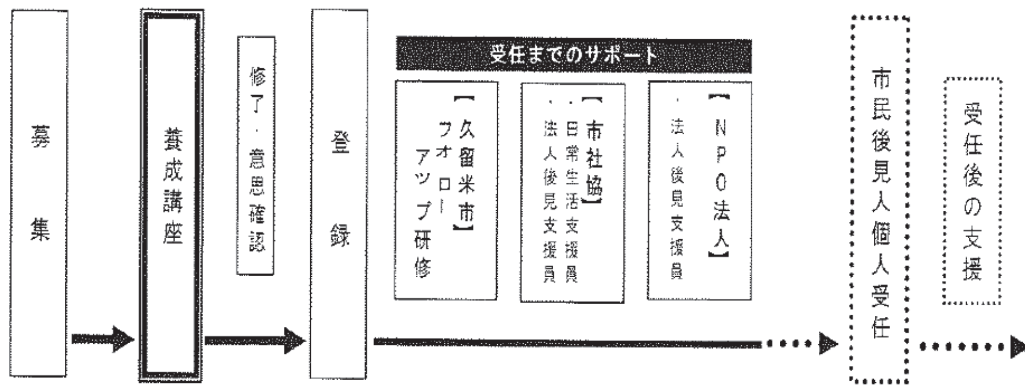 募集
養成講座
修了・意思確認
登録
受任までのサポート
【久留米市】
フォロー
アップ研修
【市社協】
・日常生活支援員
・法人後見支援員
【NPO法人】
・法人後見支援員
市民後見人個人受任
受任後の支援